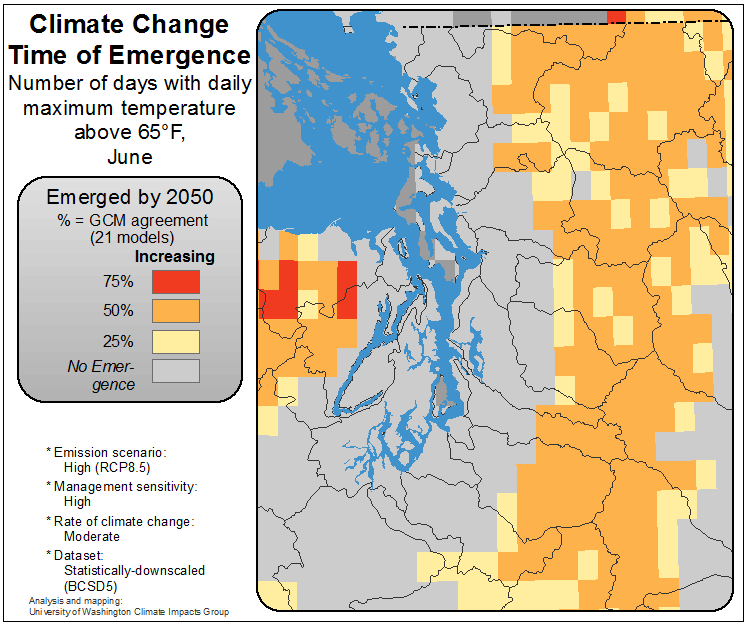 Climate Change
Time of Emergence
Number of days with daily
maximum temperature
above 65°F,
June
Emerged by 2050
% = GCM agreement
(21 models)
Increasing
75%
50%
25%
No Emer-
gence
* Emission scenario:
High (RCP8.5)
* Management sensitivity:
High
* Rate of climate change:
Moderate
* Dataset:
Statistically-downscaled
(BCSD5)
Analysis and mapping:
University of Washington Climate Impacts Group